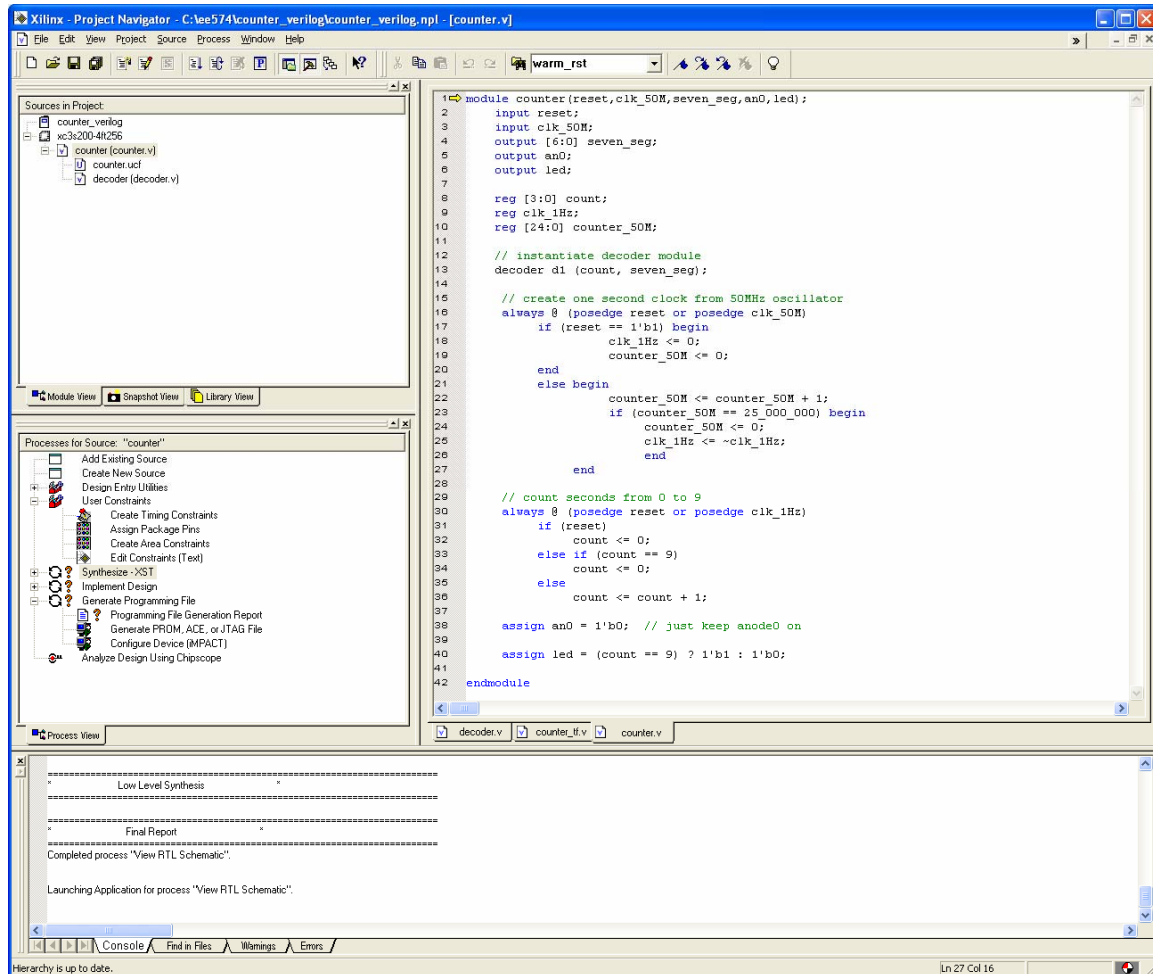 Xilinx - Project Navigator - C:\ee574\counter_verilog\counter_verilog.npl - [counter.v]
File Edit View Project Source Process Window Help
warm_rst
Sources in Project:
counter_verilog
xc3s200-4ft256
counter (counter.v)
counter.ucf
decoder (decoder.v)
Module View Snapshot View Library View
Processes for Source: "counter"
Add Existing Source
Create New Source
Design Entry Utilities
User Constraints
Create Timing Constraints
Assign Package Pins
Create Area Constraints
Edit Constraints (Text)
Synthesize - XST
Implement Design
Generate Programming File
Programming File Generation Report
Generate PROM, ACE, or JTAG File
Configure Device (iMPACT)
Analyze Design Using Chipscope
Process View
1 module counter(reset,clk_50M,seven_seg,an0,led);
2 input reset;
3 input clk_50M;
4 output [6:0] seven_seg;
5 output an0;
6 output led;
7
8 reg [3:0] count;
9 reg clk_1Hz;
10 reg [24:0] counter_50M;
11
12 // instantiate decoder module
13 decoder d1 (count, seven_seg);
14
15 // create one second clock from 50MHz oscillator
16 always @ (posedge reset or posedge clk_50M)
17 if (reset == 1'b1) begin
18 clk_1Hz <= 0;
19 counter_50M <= 0;
20 end
21 else begin
22 counter_50M <= counter_50M + 1;
23 if (counter_50M == 25_000_000) begin
24 counter_50M <= 0;
25 clk_1Hz <= ~clk_1Hz;
26 end
27 end
28
29 // count seconds from 0 to 9
30 always @ (posedge reset or posedge clk_1Hz)
31 if (reset)
32 count <= 0;
33 else if (count == 9)
34 count <= 0;
35 else
36 count <= count + 1;
37
38 assign an0 = 1'b0; // just keep anode0 on
39
40 assign led = (count == 9) ? 1'b1 : 1'b0;
41
42 endmodule
decoder.v counter_tf.v counter.v
=========================================================================
* Low Level Synthesis *
=========================================================================
=========================================================================
* Final Report *
=========================================================================
Completed process "View RTL Schematic".
Launching Application for process "View RTL Schematic".
Console Find in Files Warnings Errors
Hierarchy is up to date.
Ln 27 Col 16